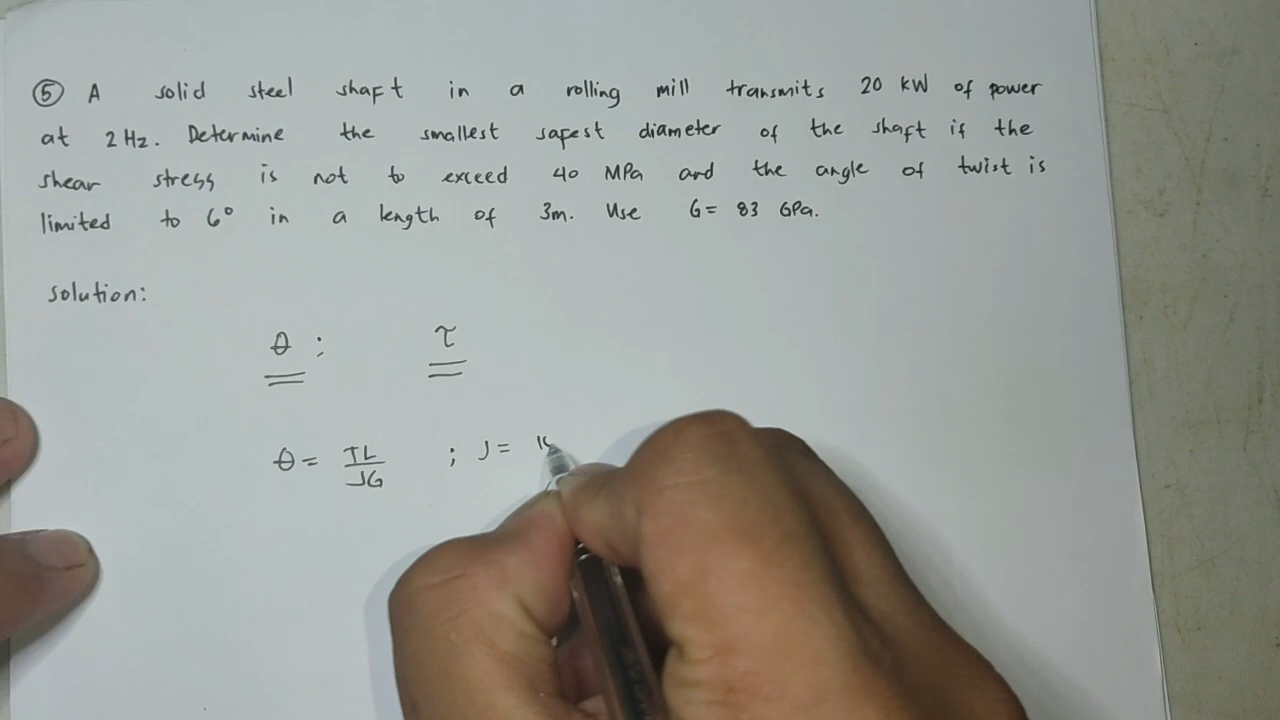 ⑤ A solid steel shaft in a rolling mill transmits 20 kW of power
at 2 Hz. Determine the smallest safest diameter of the shaft if the
shear stress is not to exceed 40 MPa and the angle of twist is
limited to 6° in a length of 3m. Use G= 83 GPa.
solution:
θ ; τ
θ = TL/JG ; J =